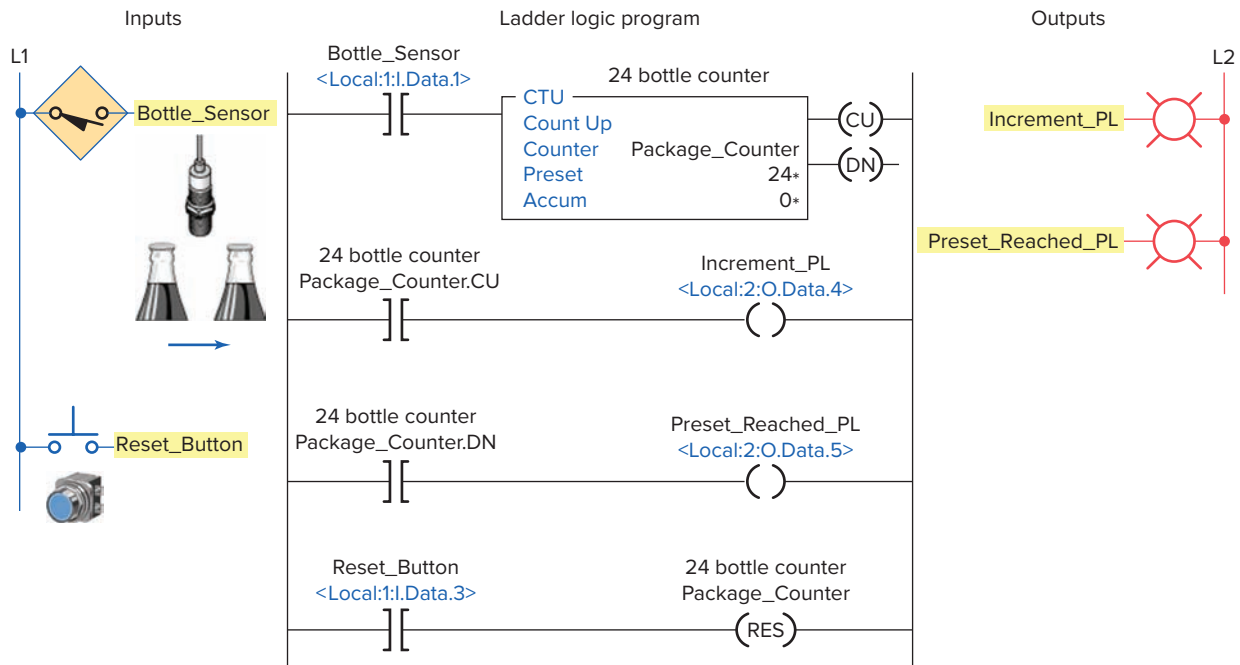 Inputs
Ladder logic program
Outputs
L1
L2
Bottle_Sensor
Bottle_Sensor
<Local:1:I.Data.1>
24 bottle counter
CTU
Count Up
Counter Package_Counter
Preset 24*
Accum 0*
CU
DN
Increment_PL
Preset_Reached_PL
24 bottle counter
Package_Counter.CU
Increment_PL
<Local:2:O.Data.4>
Reset_Button
24 bottle counter
Package_Counter.DN
Preset_Reached_PL
<Local:2:O.Data.5>
Reset_Button
<Local:1:I.Data.3>
24 bottle counter
Package_Counter
RES